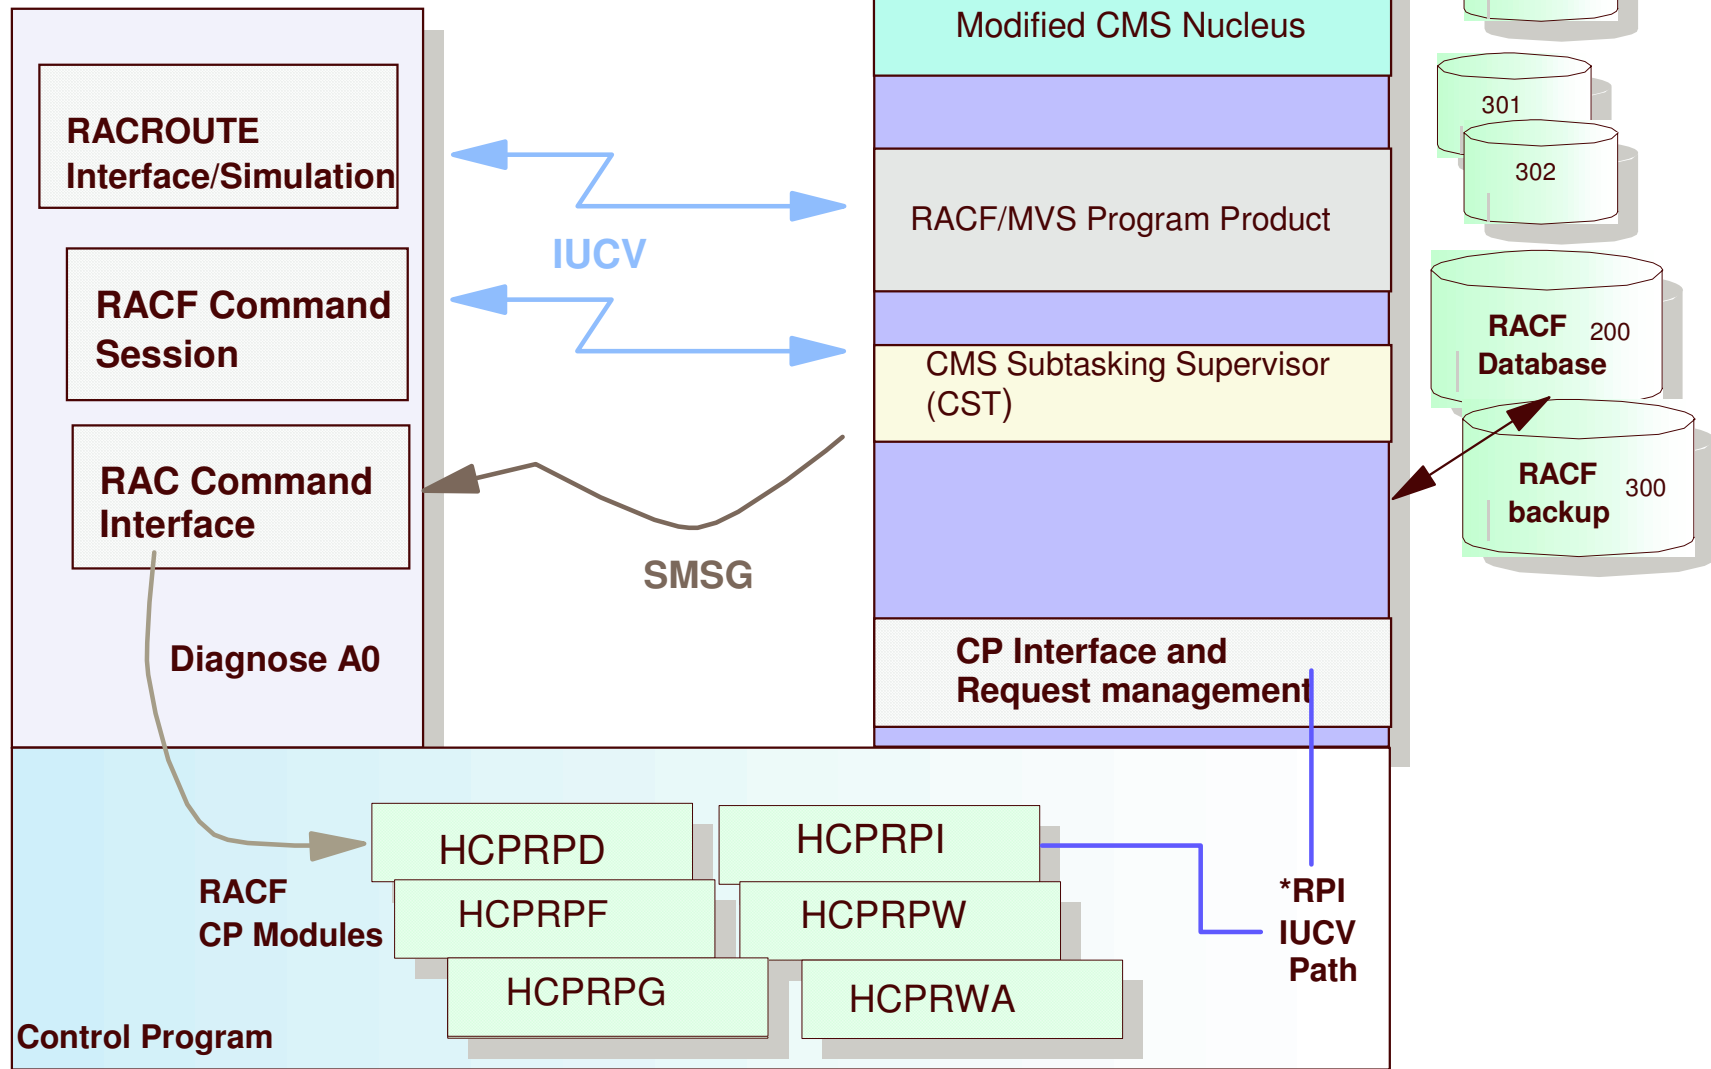 Modified CMS Nucleus
RACROUTE
Interface/Simulation
RACF Command
Session
RAC Command
Interface
Diagnose A0
IUCV
SMSG
RACF/MVS Program Product
CMS Subtasking Supervisor
(CST)
CP Interface and
Request management
301
302
RACF 200
Database
RACF 300
backup
HCPRPD
HCPRPI
HCPRPF
HCPRPW
HCPRPG
HCPRWA
RACF
CP Modules
*RPI
IUCV
Path
Control Program